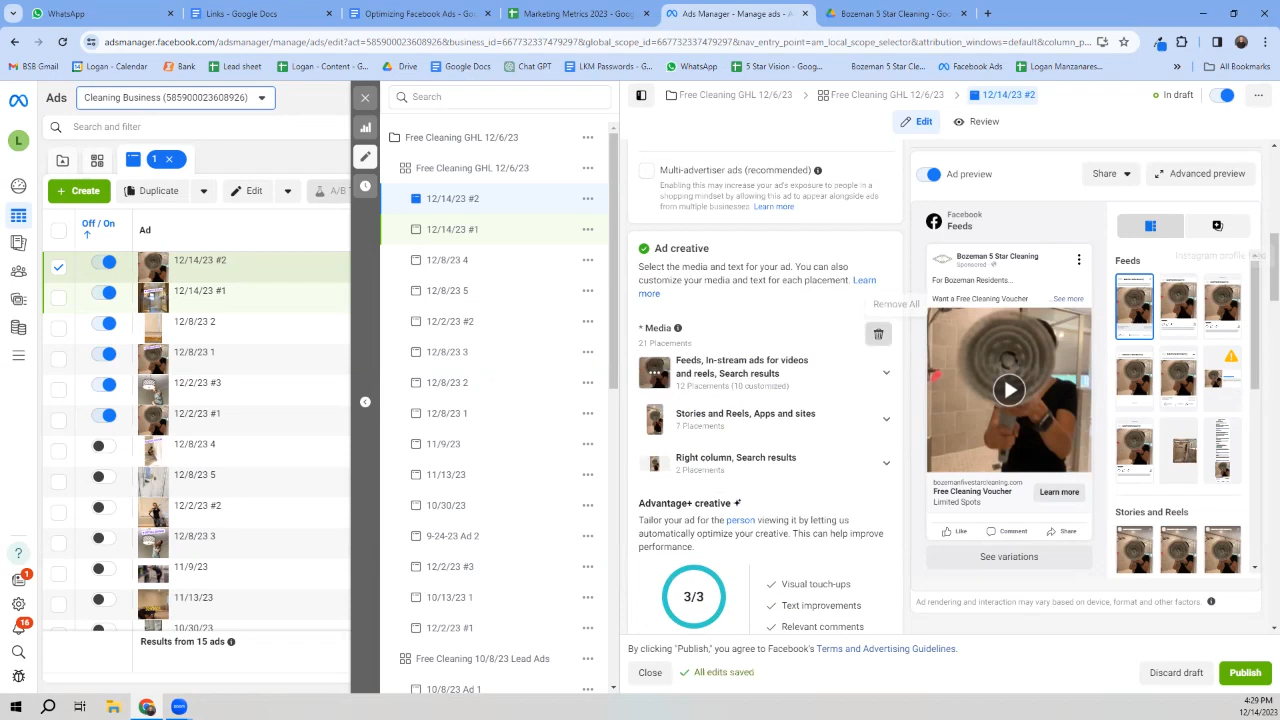 WhatsApp
Links - Google Docs
Optimizing Facebook Ads - Goo
Marketing Metrics 2023 - Goog
Ads Manager - Manage ads - A
Bozeman 5 Star Cleaning - Goo
adsmanager.facebook.com/adsmanager/manage/ads/edit?act=585900023608926&business_id=667732337479297&global_scope_id=667732337479297&nav_entry_point=am_local_scope_selector&attribution_windows=default&column_p...
WSB Gmail
Logan - Calendar
Bank
Lead sheet
Logan - Content - G...
Drive
Google Docs
Chat GPT
LKM Passwords - G...
WhatsApp
5 Star Vision - Goog...
Bozeman 5 Star Cle...
Facebook Ads
Logan Manzanares...
All Bookmarks
Ads
Cleaning Business (585900023608926)
Search and filter
1
+ Create
Duplicate
Edit
A/B T
Off / On
Ad
12/14/23 #2
12/14/23 #1
12/8/23 2
12/8/23 1
12/2/23 #3
12/2/23 #1
12/8/23 4
12/8/23 5
12/2/23 #2
12/8/23 3
11/9/23
11/13/23
10/30/23
Results from 15 ads
L
1
16
Search
Free Cleaning GHL 12/6/23
Free Cleaning GHL 12/6/23
12/14/23 #2
12/14/23 #1
12/8/23 4
12/8/23 5
12/2/23 #2
12/8/23 3
12/8/23 2
12/8/23 1
11/9/23
11/13/23
10/30/23
9-24-23 Ad 2
12/2/23 #3
10/13/23 1
12/2/23 #1
Free Cleaning 10/8/23 Lead Ads
10/8/23 Ad 1
Free Cleaning GHL 12/6/23
Free Cleaning GHL 12/6/23
12/14/23 #2
In draft
Edit
Review
Multi-advertiser ads (recommended)
Enabling this may increase your ad's exposure to people in a
shopping mindset by allowing this ad to appear alongside ads
from multiple businesses. Learn more
Ad creative
Select the media and text for your ad. You can also
customize your media and text for each placement. Learn
more
Remove All
* Media
21 Placements
Feeds, In-stream ads for videos
and reels, Search results
12 Placements (10 customized)
Stories and Reels, Apps and sites
7 Placements
Right column, Search results
2 Placements
Advantage+ creative
Tailor your ad for the person viewing it by letting us
automatically optimize your creative. This can help improve
performance.
3/3
Visual touch-ups
Text improvements
Relevant comments
Ad preview
Share
Advanced preview
Facebook
Feeds
Bozeman 5 Star Cleaning
Sponsored
For Bozeman Residents...
Want a Free Cleaning Voucher
...See more
bozemanfivestarcleaning.com
Free Cleaning Voucher
Limited Spots
Learn more
Like
Comment
Share
See variations
Instagram profile feed
Feeds
Stories and Reels
Ad rendering and interaction may vary based on device, format and other factors.
By clicking "Publish," you agree to Facebook's Terms and Advertising Guidelines.
Close
All edits saved
Discard draft
Publish
zoom
4:29 PM
12/14/2023